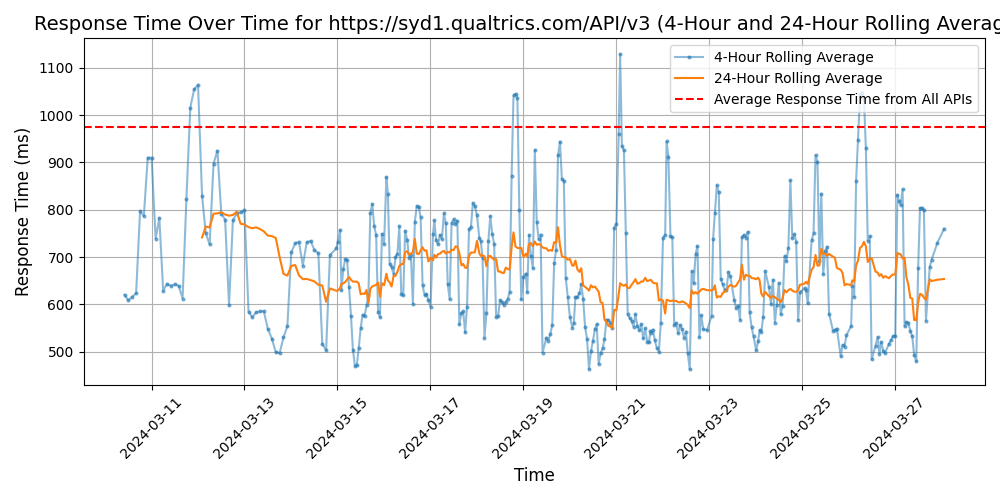 Response Time Over Time for https://syd1.qualtrics.com/API/v3 (4-Hour and 24-Hour Rolling
4-Hour Rolling Average
24-Hour Rolling Average
Average Response Time from All APIs
Response Time (ms)
1100
1000
900
800
700
600
500
2024-03-11
2024-03-13
2024-03-15
2024-03-17
2024-03-19
2024-03-21
2024-03-23
2024-03-25
2024-03-27
Time